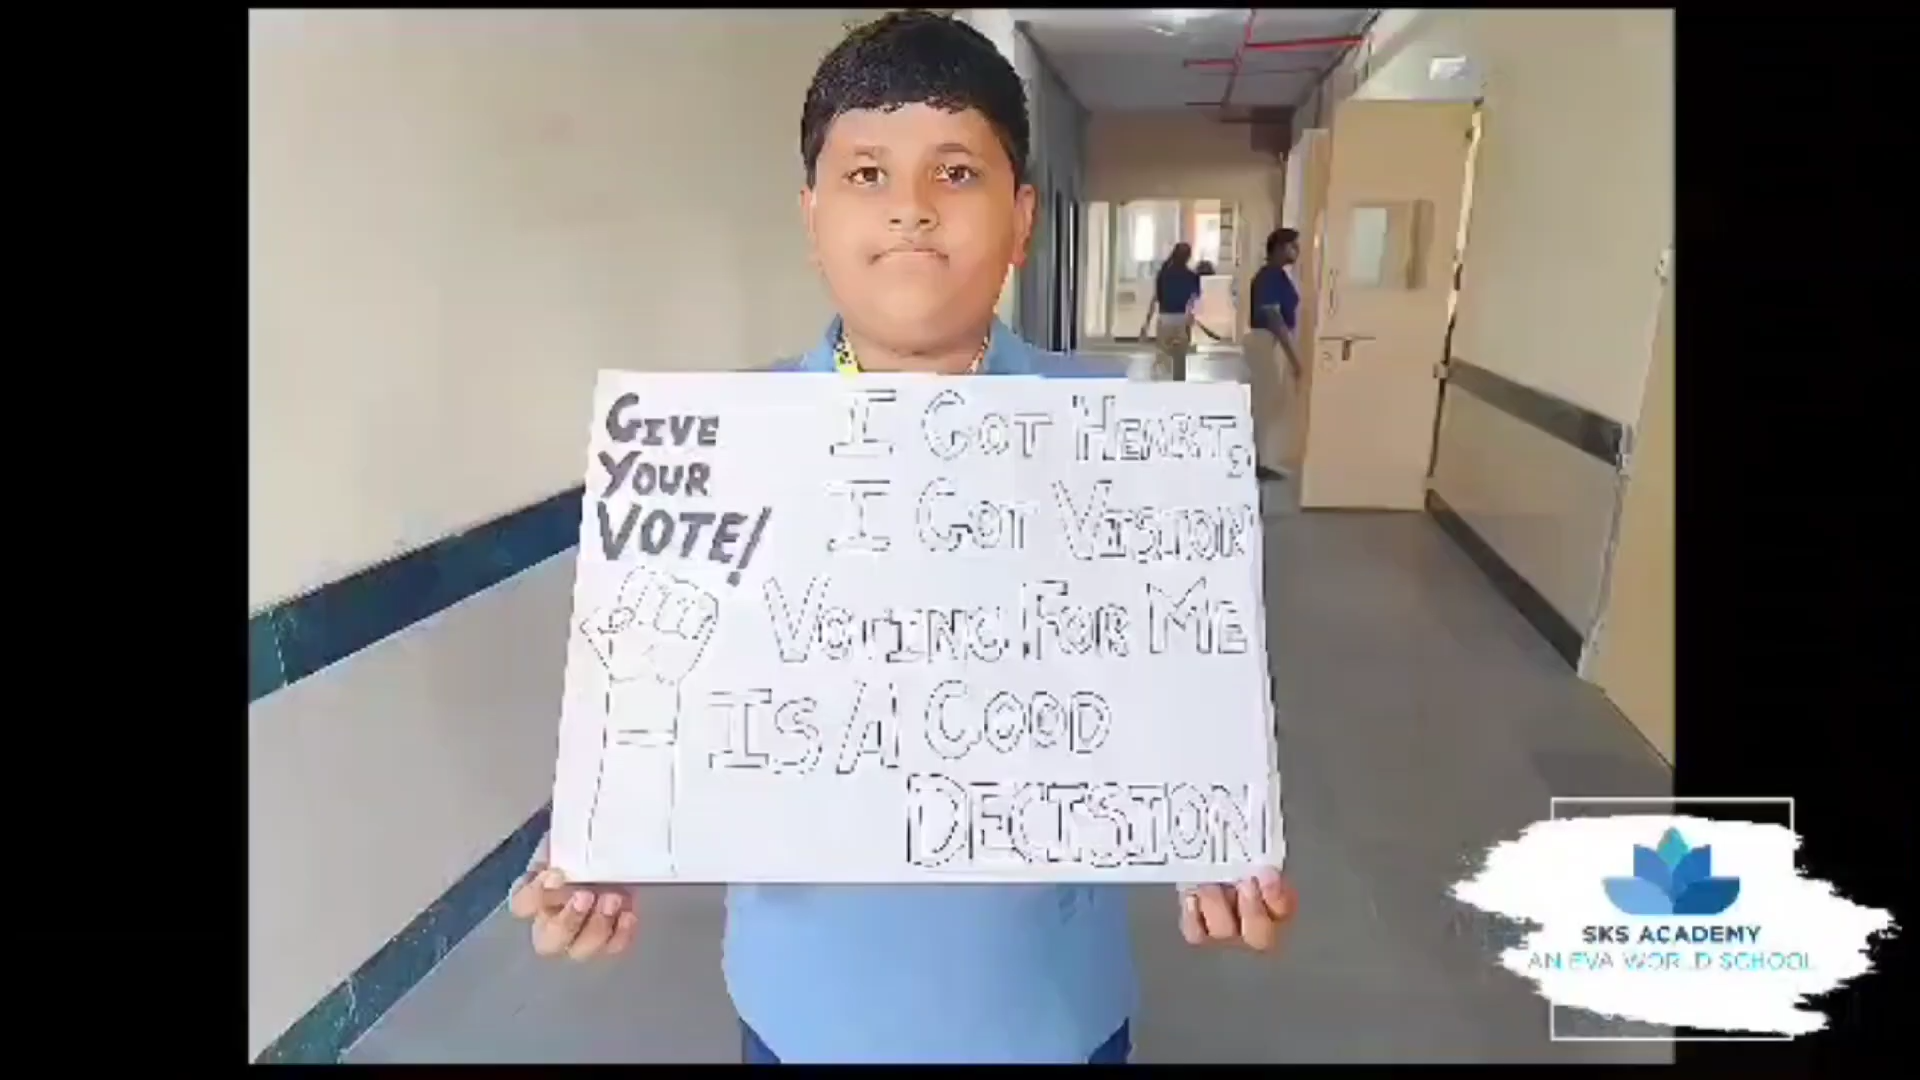 GIVE
YOUR
VOTE!
I GOT HEART,
I GOT VISION
VOTING FOR ME
IS A GOOD
DECISION
SKS ACADEMY
AN EVA WORLD SCHOOL